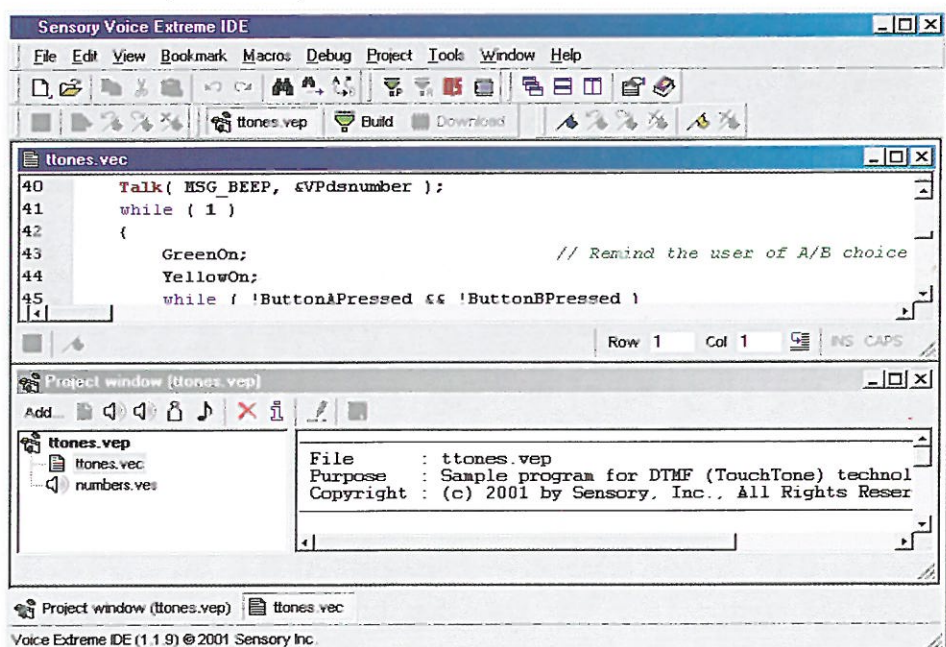 Sensory Voice Extreme IDE
File Edit View Bookmark Macros Debug Project Tools Window Help
ttones.vep Build Download
ttones.vec
40 Talk( MSG_BEEP, &VPdsnumber );
41 while ( 1 )
42 {
43 GreenOn; // Remind the user of A/B choice
44 YellowOn;
45 while ( !ButtonAPressed && !ButtonBPressed )
Row 1 Col 1 INS CAPS
Project window (ttones.vep)
Add...
ttones.vep
ttones.vec
numbers.ves
File : ttones.vep
Purpose : Sample program for DTMF (TouchTone) technol
Copyright : (c) 2001 by Sensory, Inc., All Rights Reser
Project window (ttones.vep) ttones.vec
Voice Extreme IDE (1.1.9) © 2001 Sensory Inc.